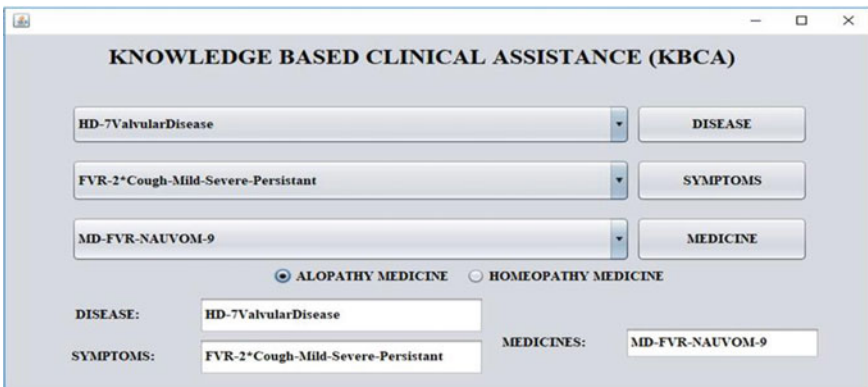 KNOWLEDGE BASED CLINICAL ASSISTANCE (KBCA)
HD-7ValvularDisease DISEASE
FVR-2*Cough-Mild-Severe-Persistant SYMPTOMS
MD-FVR-NAUVOM-9 MEDICINE
ALOPATHY MEDICINE HOMEOPATHY MEDICINE
DISEASE: HD-7ValvularDisease
MEDICINES: MD-FVR-NAUVOM-9
SYMPTOMS: FVR-2*Cough-Mild-Severe-Persistant